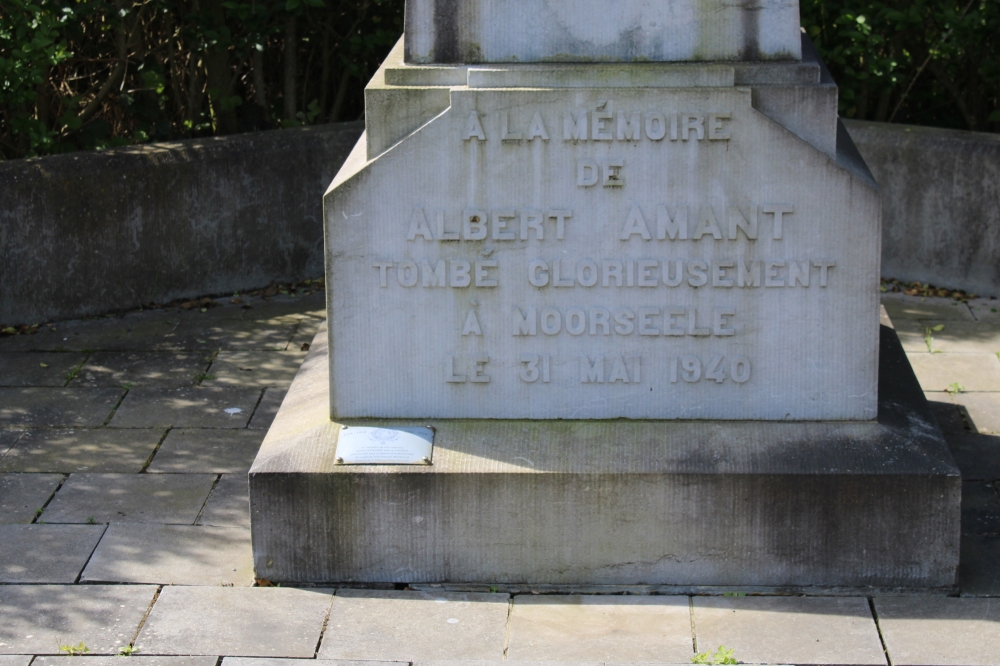 À LA MÉMOIRE
DE
ALBERT AMANT
TOMBÉ GLORIEUSEMENT
À MOORSEELE
LE 31 MAI 1940